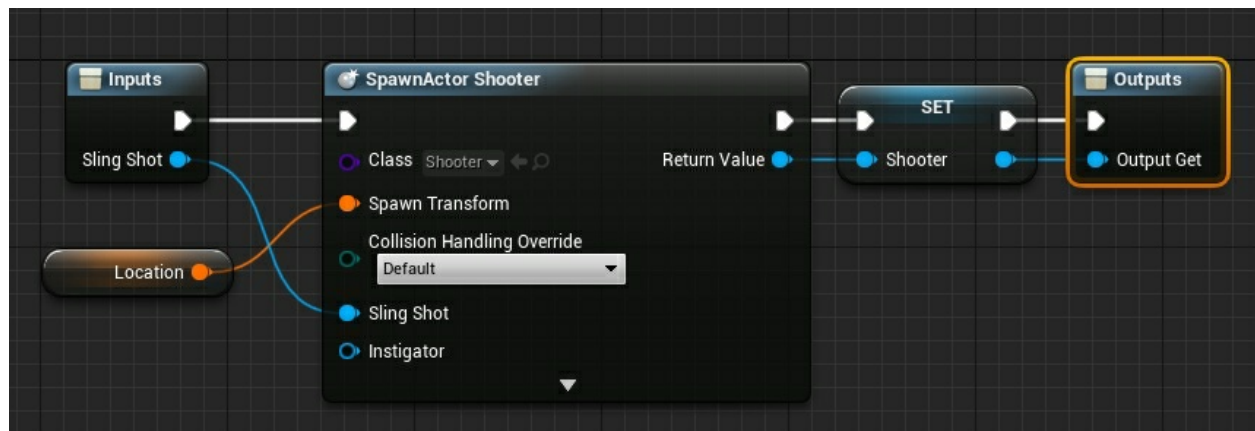 Inputs
Sling Shot
Location
SpawnActor Shooter
Class Shooter
Return Value
Spawn Transform
Collision Handling Override
Default
Sling Shot
Instigator
SET
Shooter
Outputs
Output Get